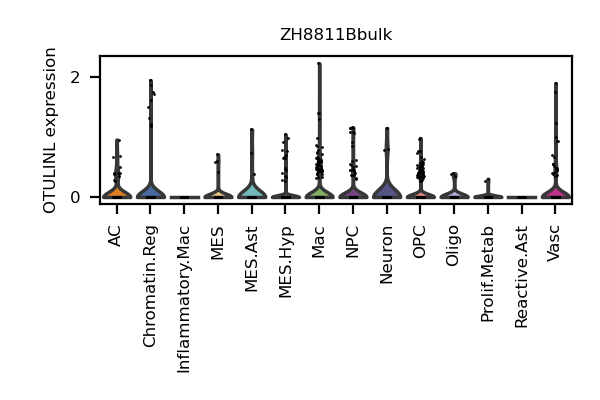 ZH8811Bbulk
OTULINL expression
2
0
AC
Chromatin.Reg
Inflammatory.Mac
MES
MES.Ast
MES.Hyp
Mac
NPC
Neuron
OPC
Oligo
Prolif.Metab
Reactive.Ast
Vasc